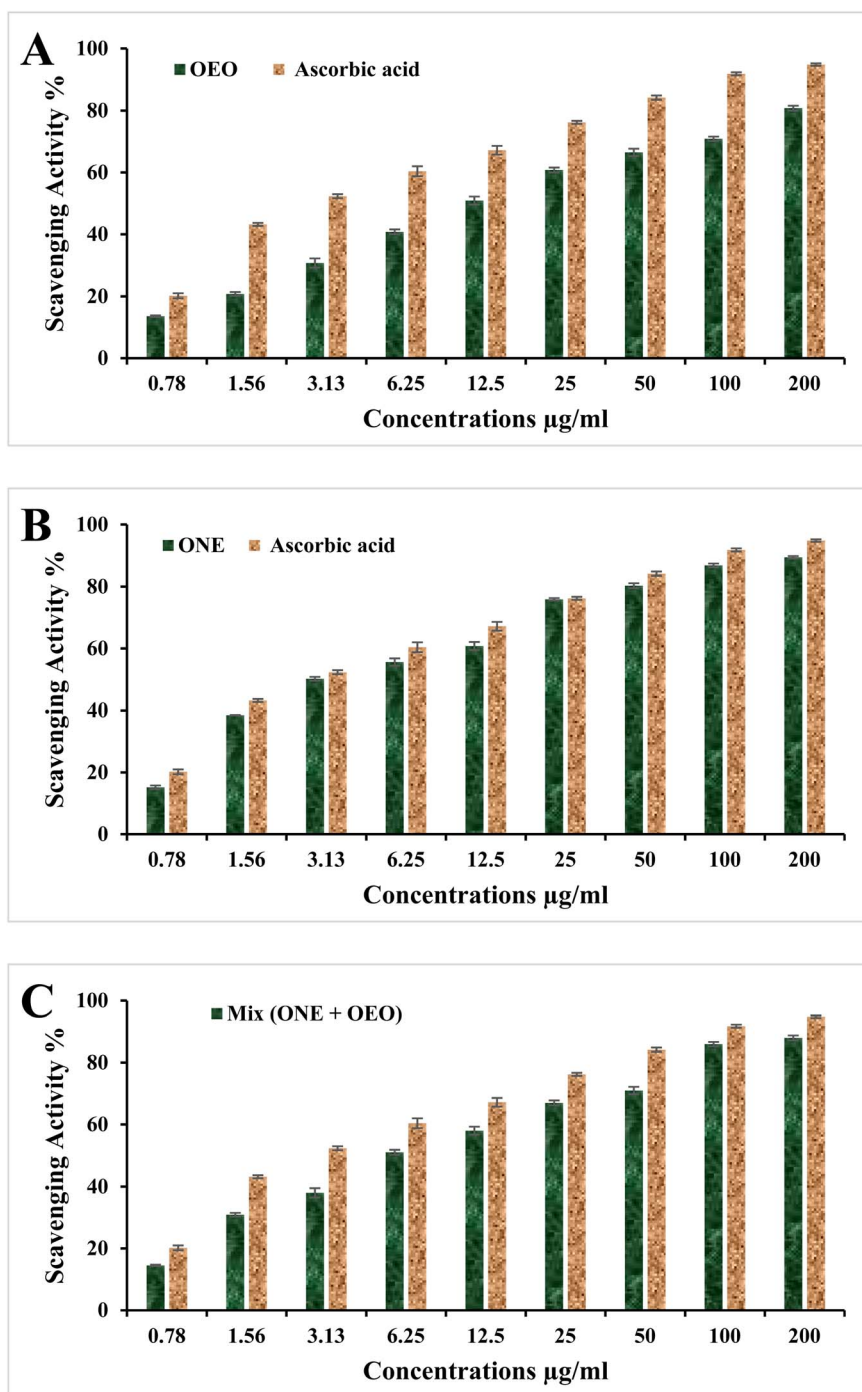 A
Scavenging Activity %
100
80
60
40
20
0
OEO Ascorbic acid
0.78 1.56 3.13 6.25 12.5 25 50 100 200
Concentrations µg/ml
B
Scavenging Activity %
100
80
60
40
20
0
ONE Ascorbic acid
0.78 1.56 3.13 6.25 12.5 25 50 100 200
Concentrations µg/ml
C
Scavenging Activity %
100
80
60
40
20
0
Mix (ONE + OEO)
0.78 1.56 3.13 6.25 12.5 25 50 100 200
Concentrations µg/ml